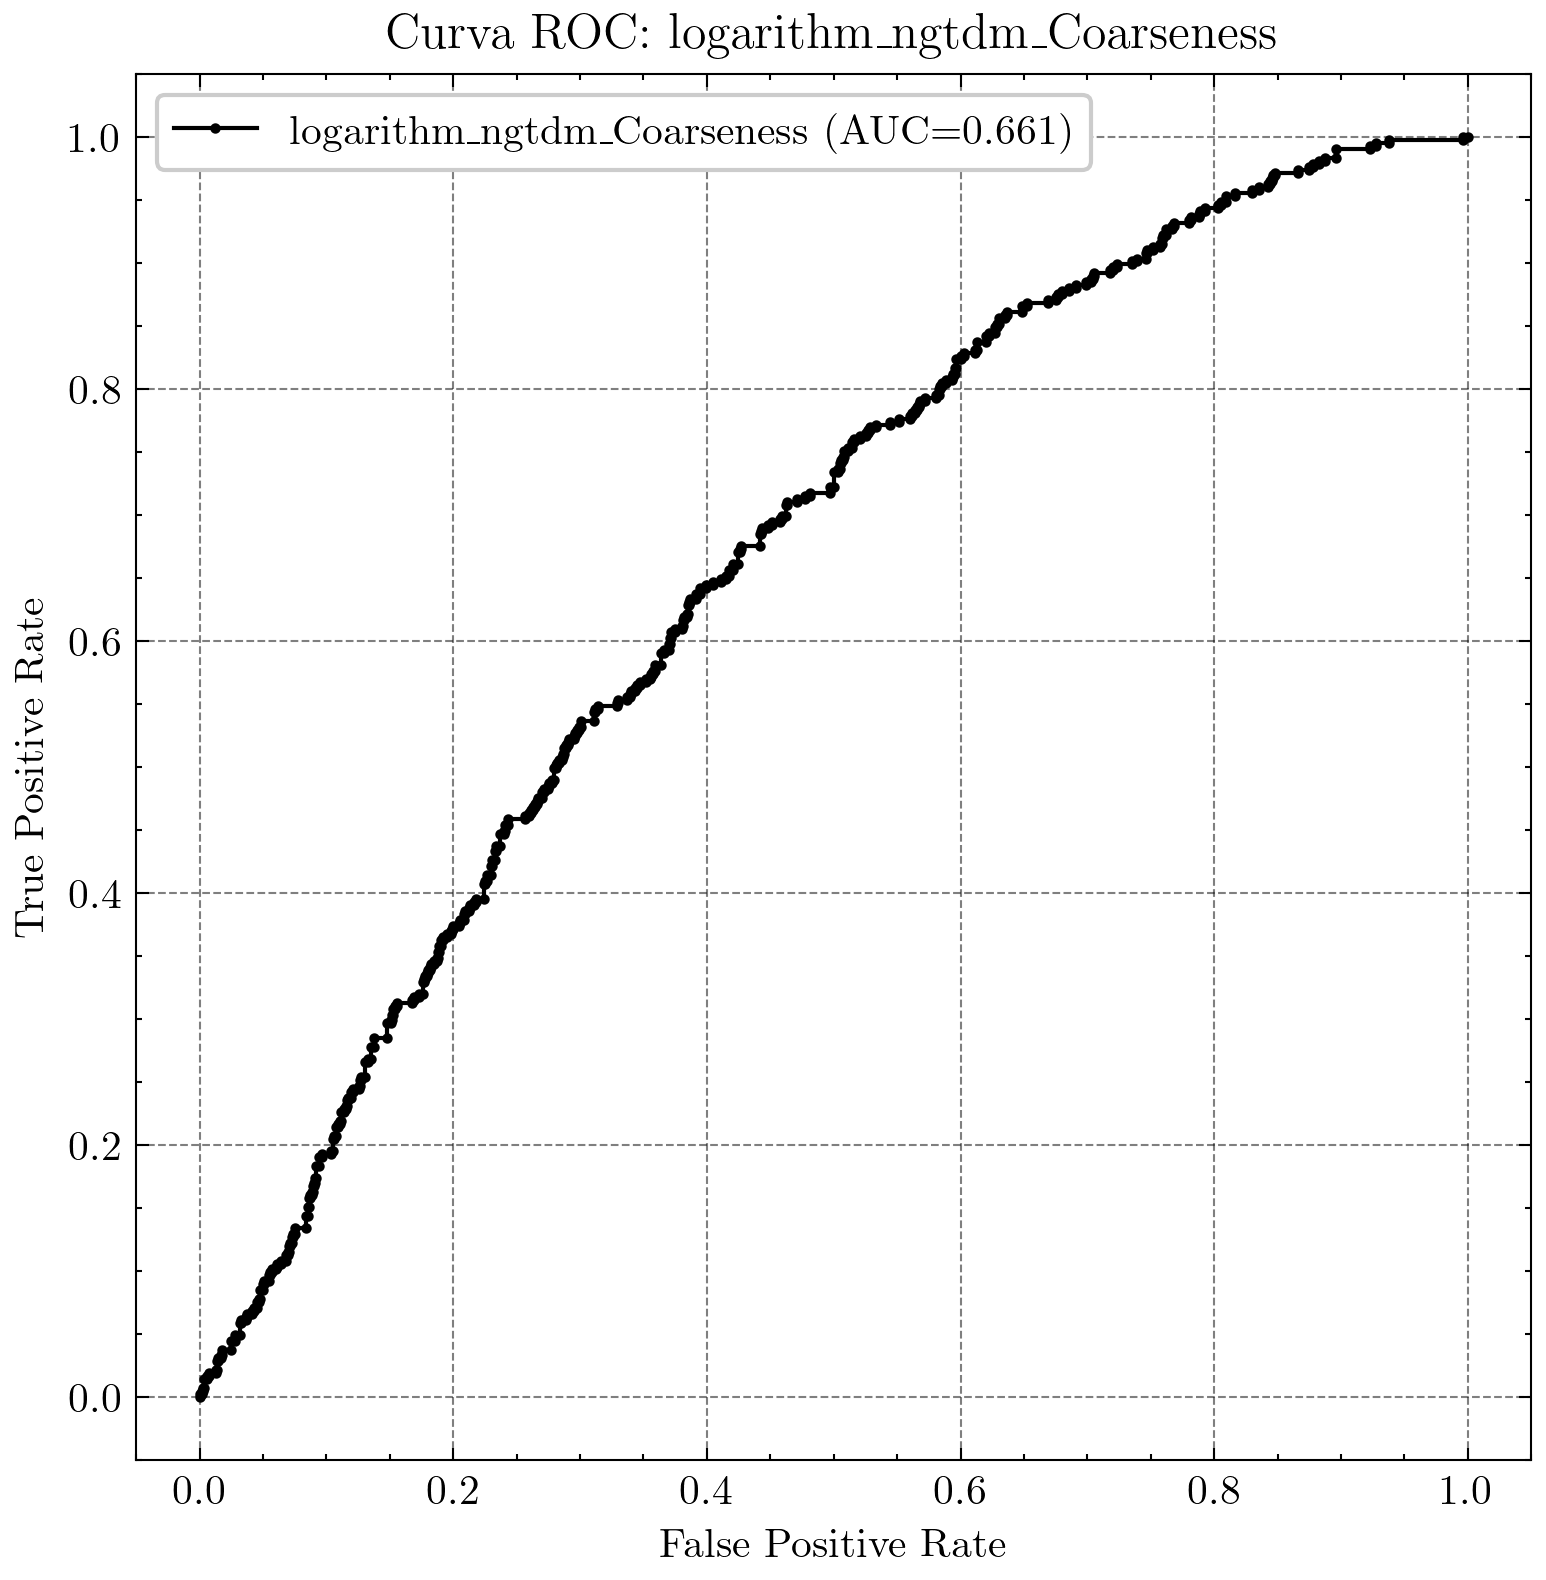 Curva ROC: logarithm_ngtdm_Coarseness
logarithm_ngtdm_Coarseness (AUC=0.661)
1.0
0.8
0.6
0.4
0.2
0.0
True Positive Rate
0.0 0.2 0.4 0.6 0.8 1.0
False Positive Rate